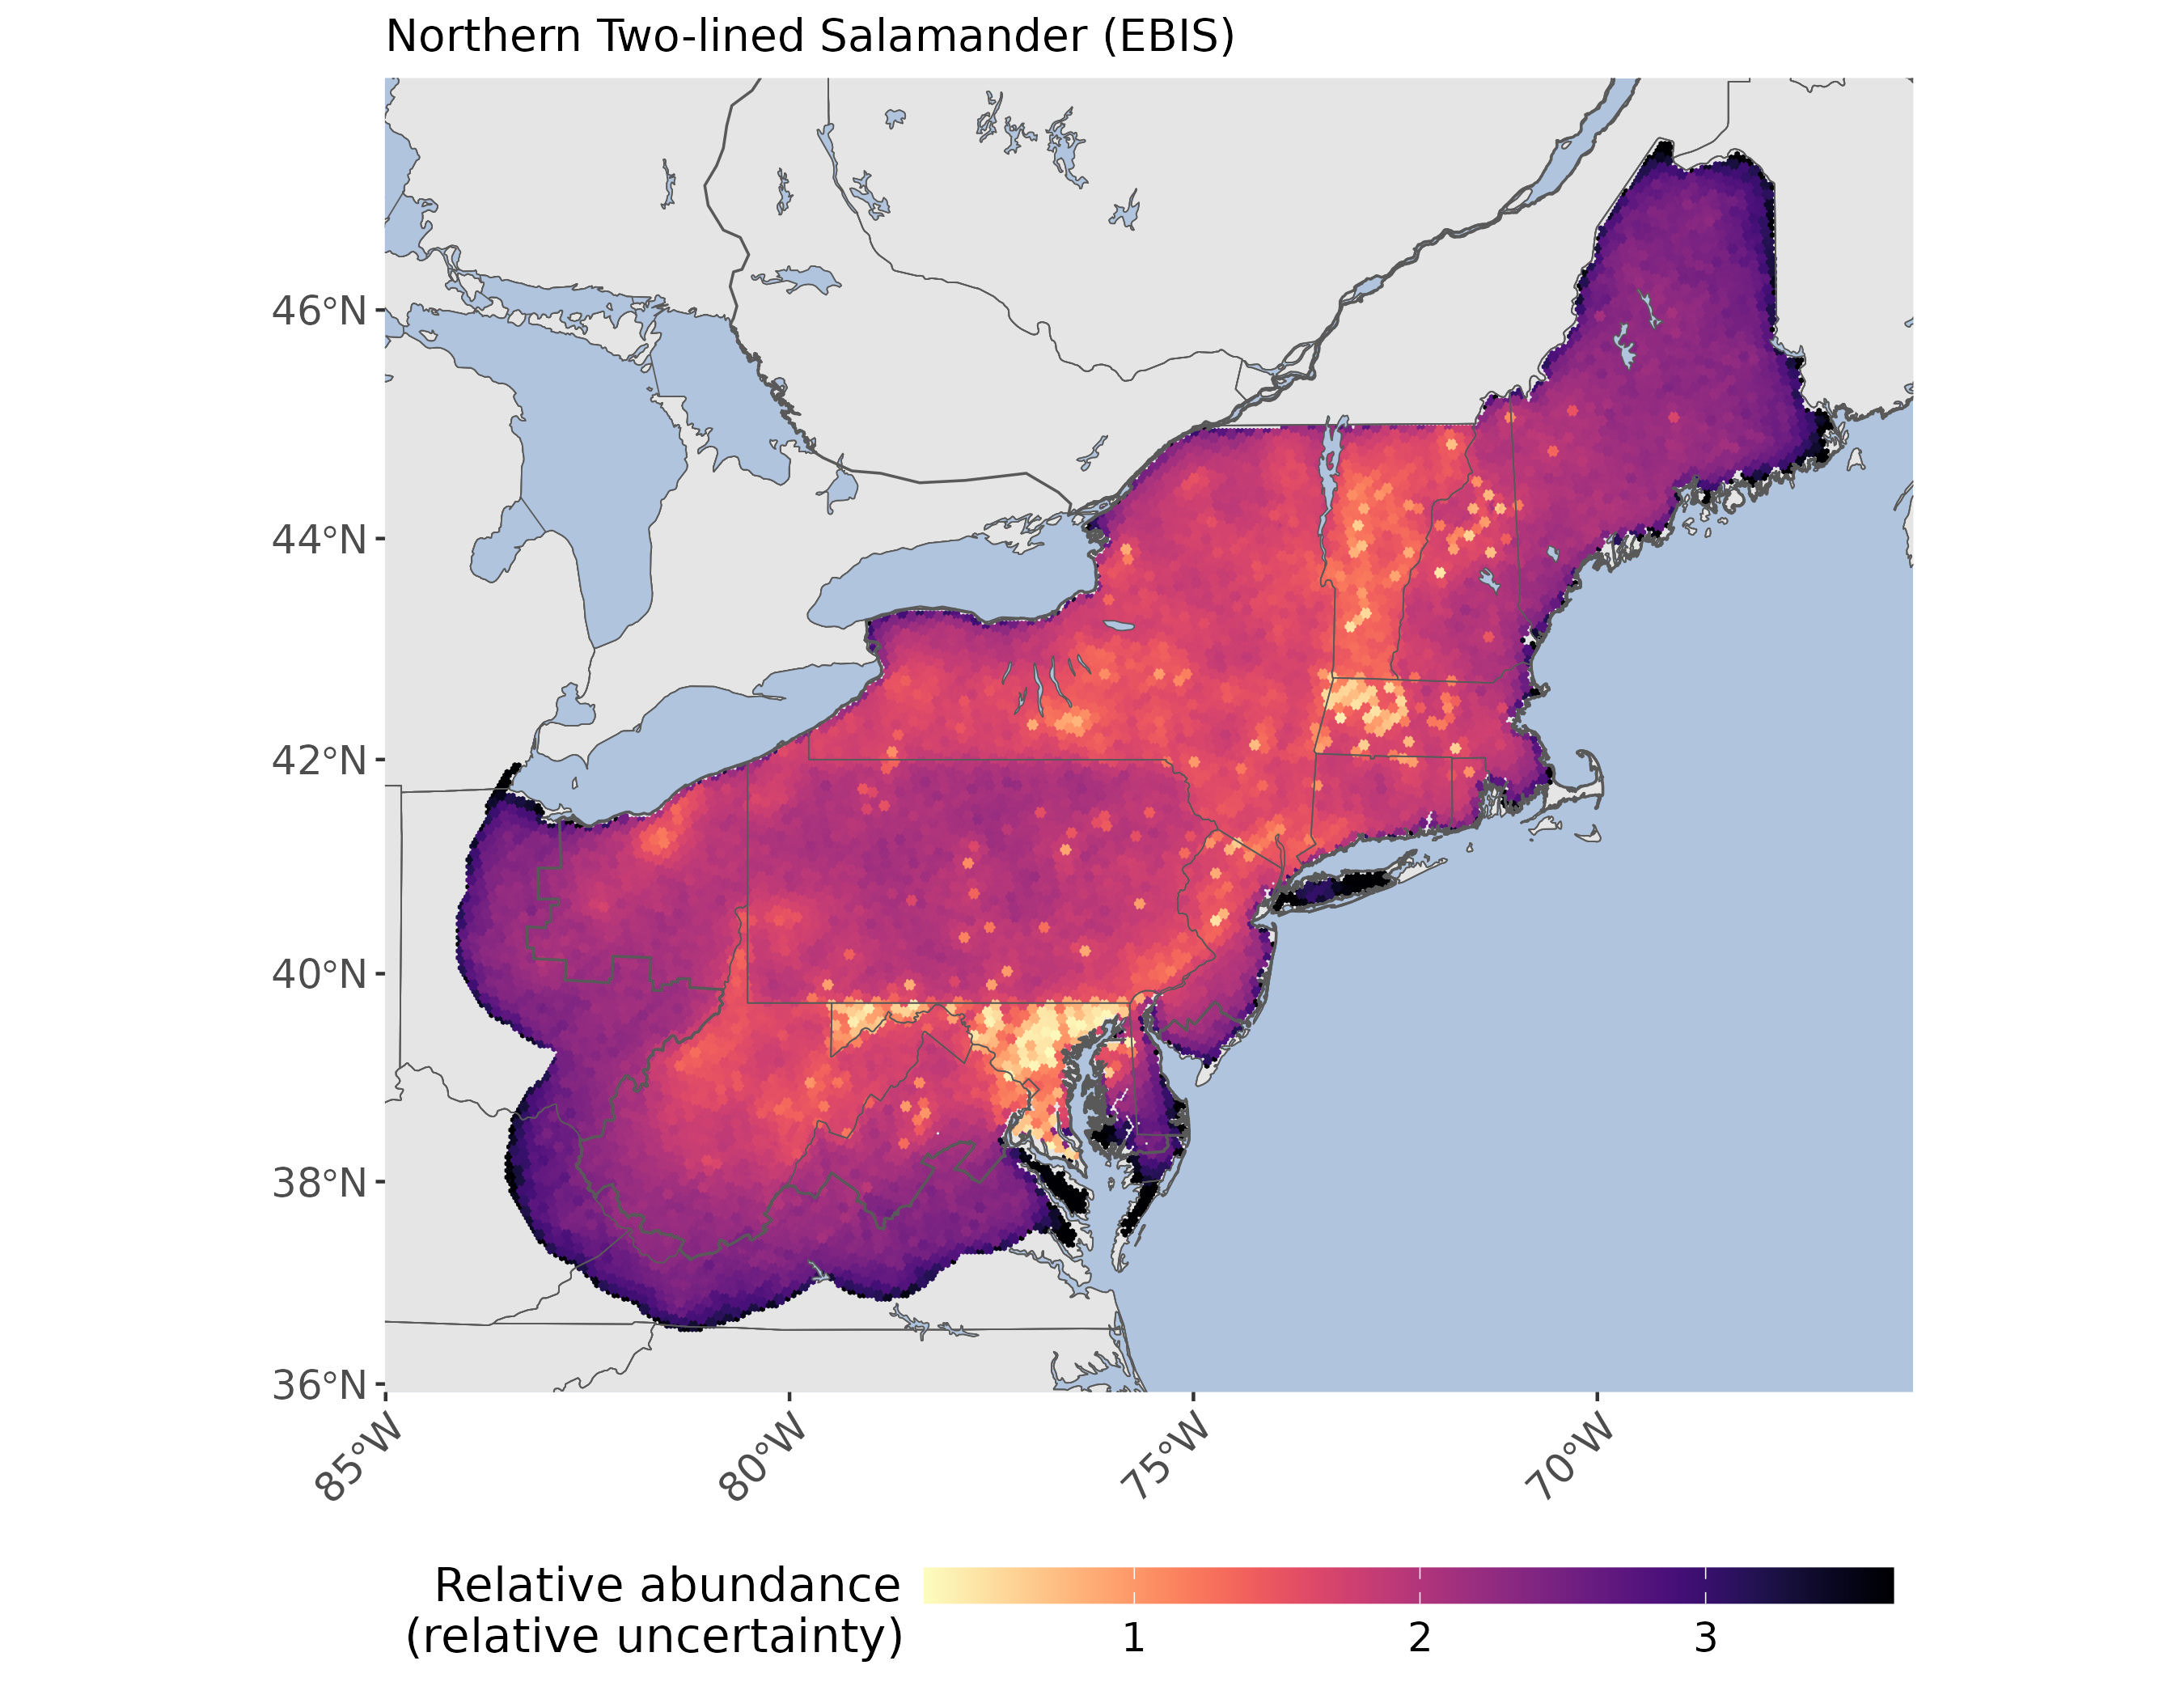 Northern Two-lined Salamander (EBIS)
46°N
44°N
42°N
40°N
38°N
36°N
85°W
80°W
75°W
70°W
Relative abundance
(relative uncertainty)
1
2
3